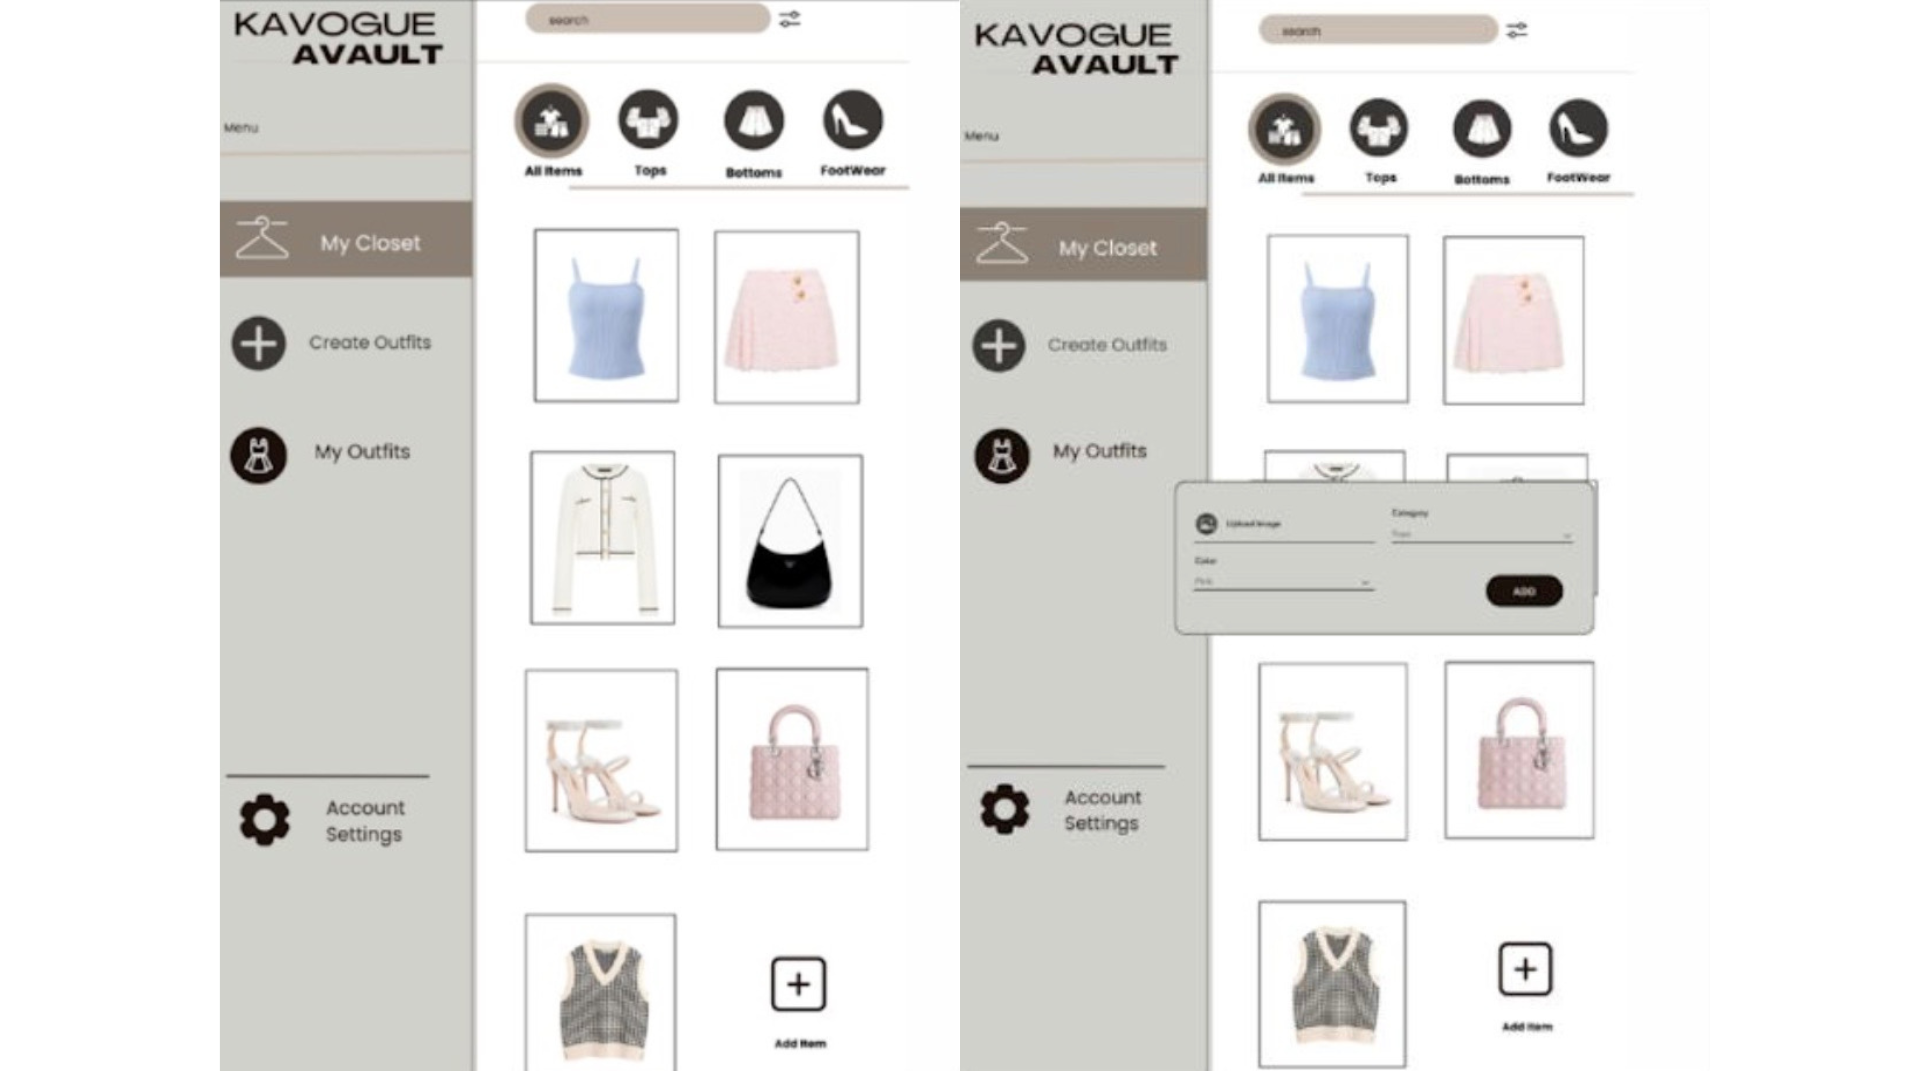 KAVOGUE
AVAULT
search
Menu
All Items
Tops
Bottoms
FootWear
My Closet
Create Outfits
My Outfits
Account
Settings
Add Item
KAVOGUE
AVAULT
search
Menu
All Items
Tops
Bottoms
FootWear
My Closet
Create Outfits
My Outfits
Upload Image
Category
Tops
Color
Pink
ADD
Account
Settings
Add Item